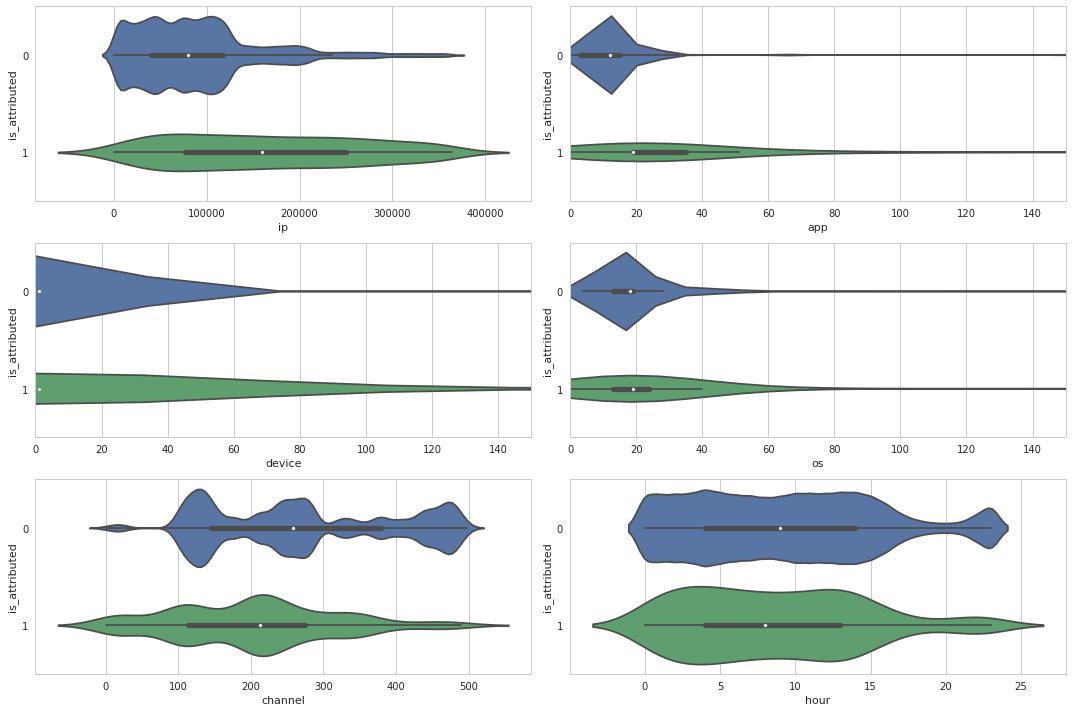 is_attributed
0
1
0 100000 200000 300000 400000
ip
is_attributed
0
1
0 20 40 60 80 100 120 140
app
is_attributed
0
1
0 20 40 60 80 100 120 140
device
is_attributed
0
1
0 20 40 60 80 100 120 140
os
is_attributed
0
1
0 100 200 300 400 500
channel
is_attributed
0
1
0 5 10 15 20 25
hour